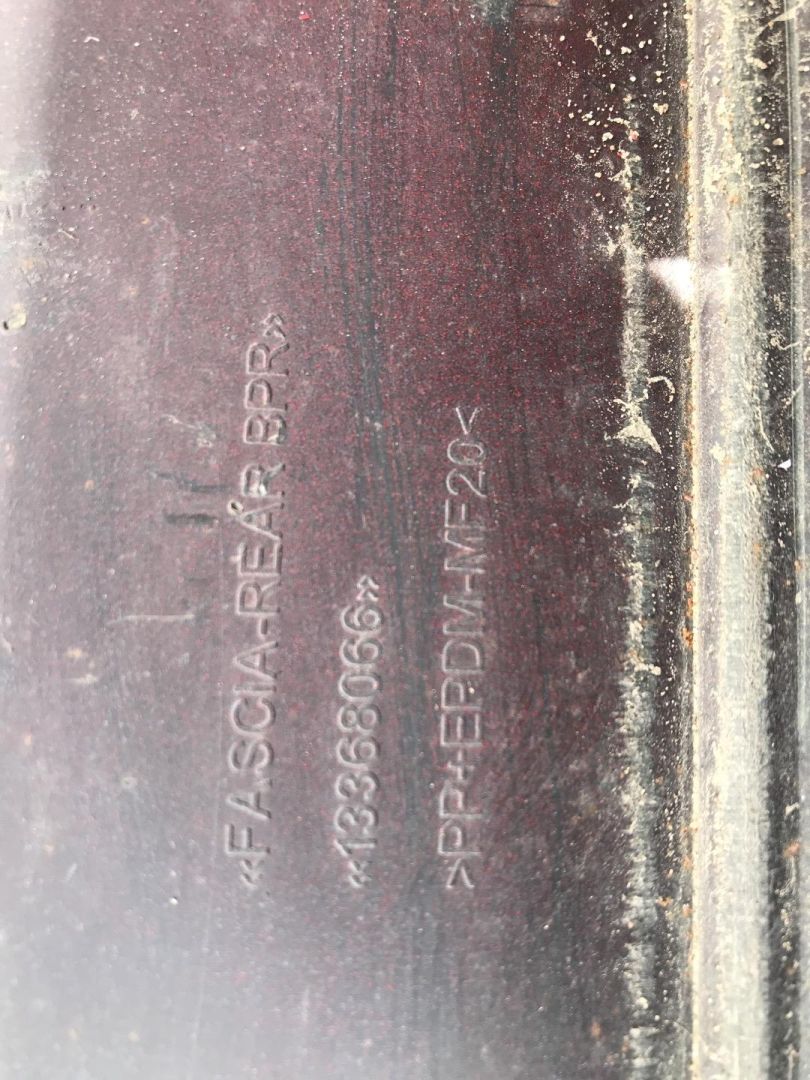 «FASCIA-REAR BPR»
«13368066»
>PP+EPDM-MF20<